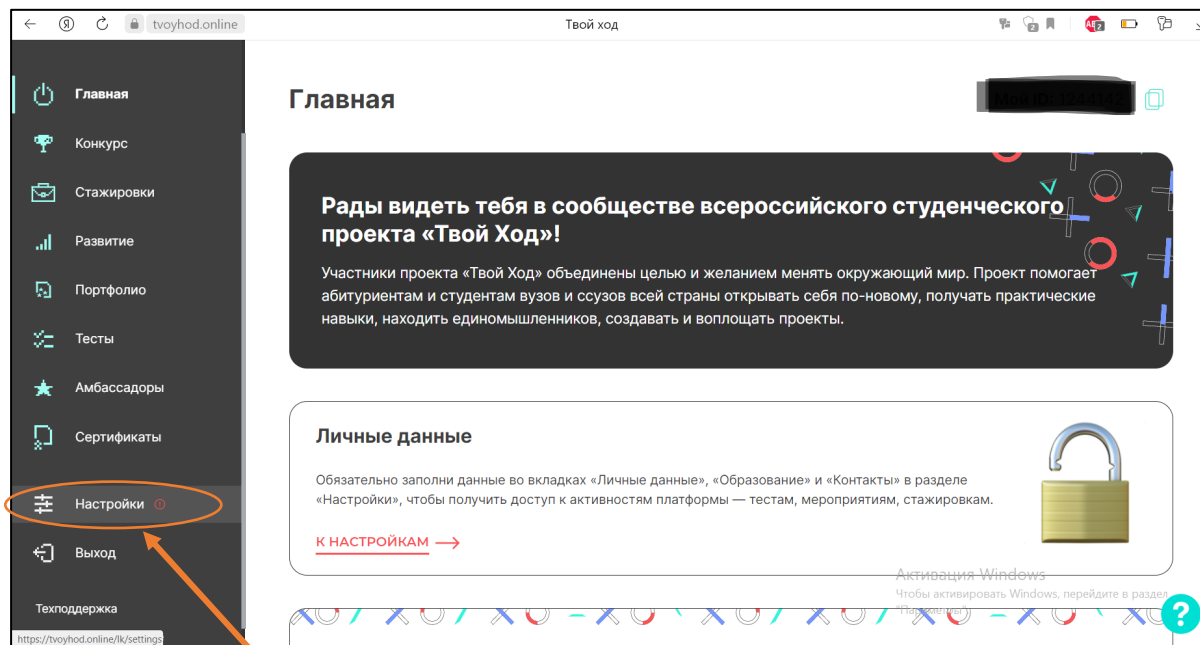 tvoyhod.online
Твой ход
Главная
Конкурс
Стажировки
Развитие
Портфолио
Тесты
Амбассадоры
Сертификаты
Настройки
Выход
Техподдержка
https://tvoyhod.online/lk/settings
Главная
Рады видеть тебя в сообществе всероссийского студенческого
проекта «Твой Ход»!
Участники проекта «Твой Ход» объединены целью и желанием менять окружающий мир. Проект помогает
абитуриентам и студентам вузов и ссузов всей страны открывать себя по-новому, получать практические
навыки, находить единомышленников, создавать и воплощать проекты.
Личные данные
Обязательно заполни данные во вкладках «Личные данные», «Образование» и «Контакты» в разделе
«Настройки», чтобы получить доступ к активностям платформы — тестам, мероприятиям, стажировкам.
К НАСТРОЙКАМ
Активация Windows
Чтобы активировать Windows, перейдите в раздел
"Параметры".
?